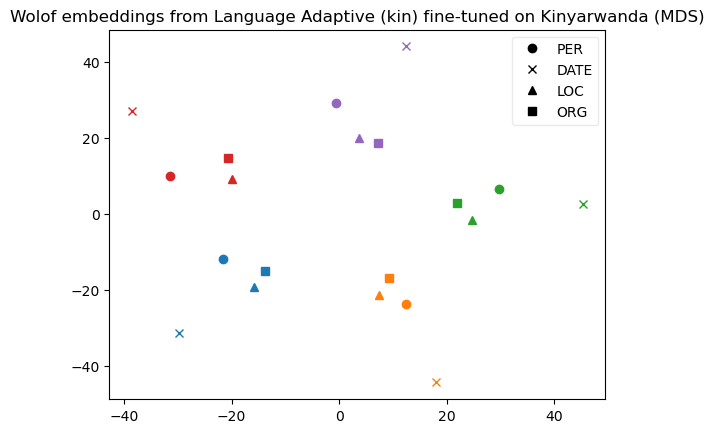 Wolof embeddings from Language Adaptive (kin) fine-tuned on Kinyarwanda (MDS)
PER
DATE
LOC
ORG
40
20
0
−20
−40
−40
−20
0
20
40